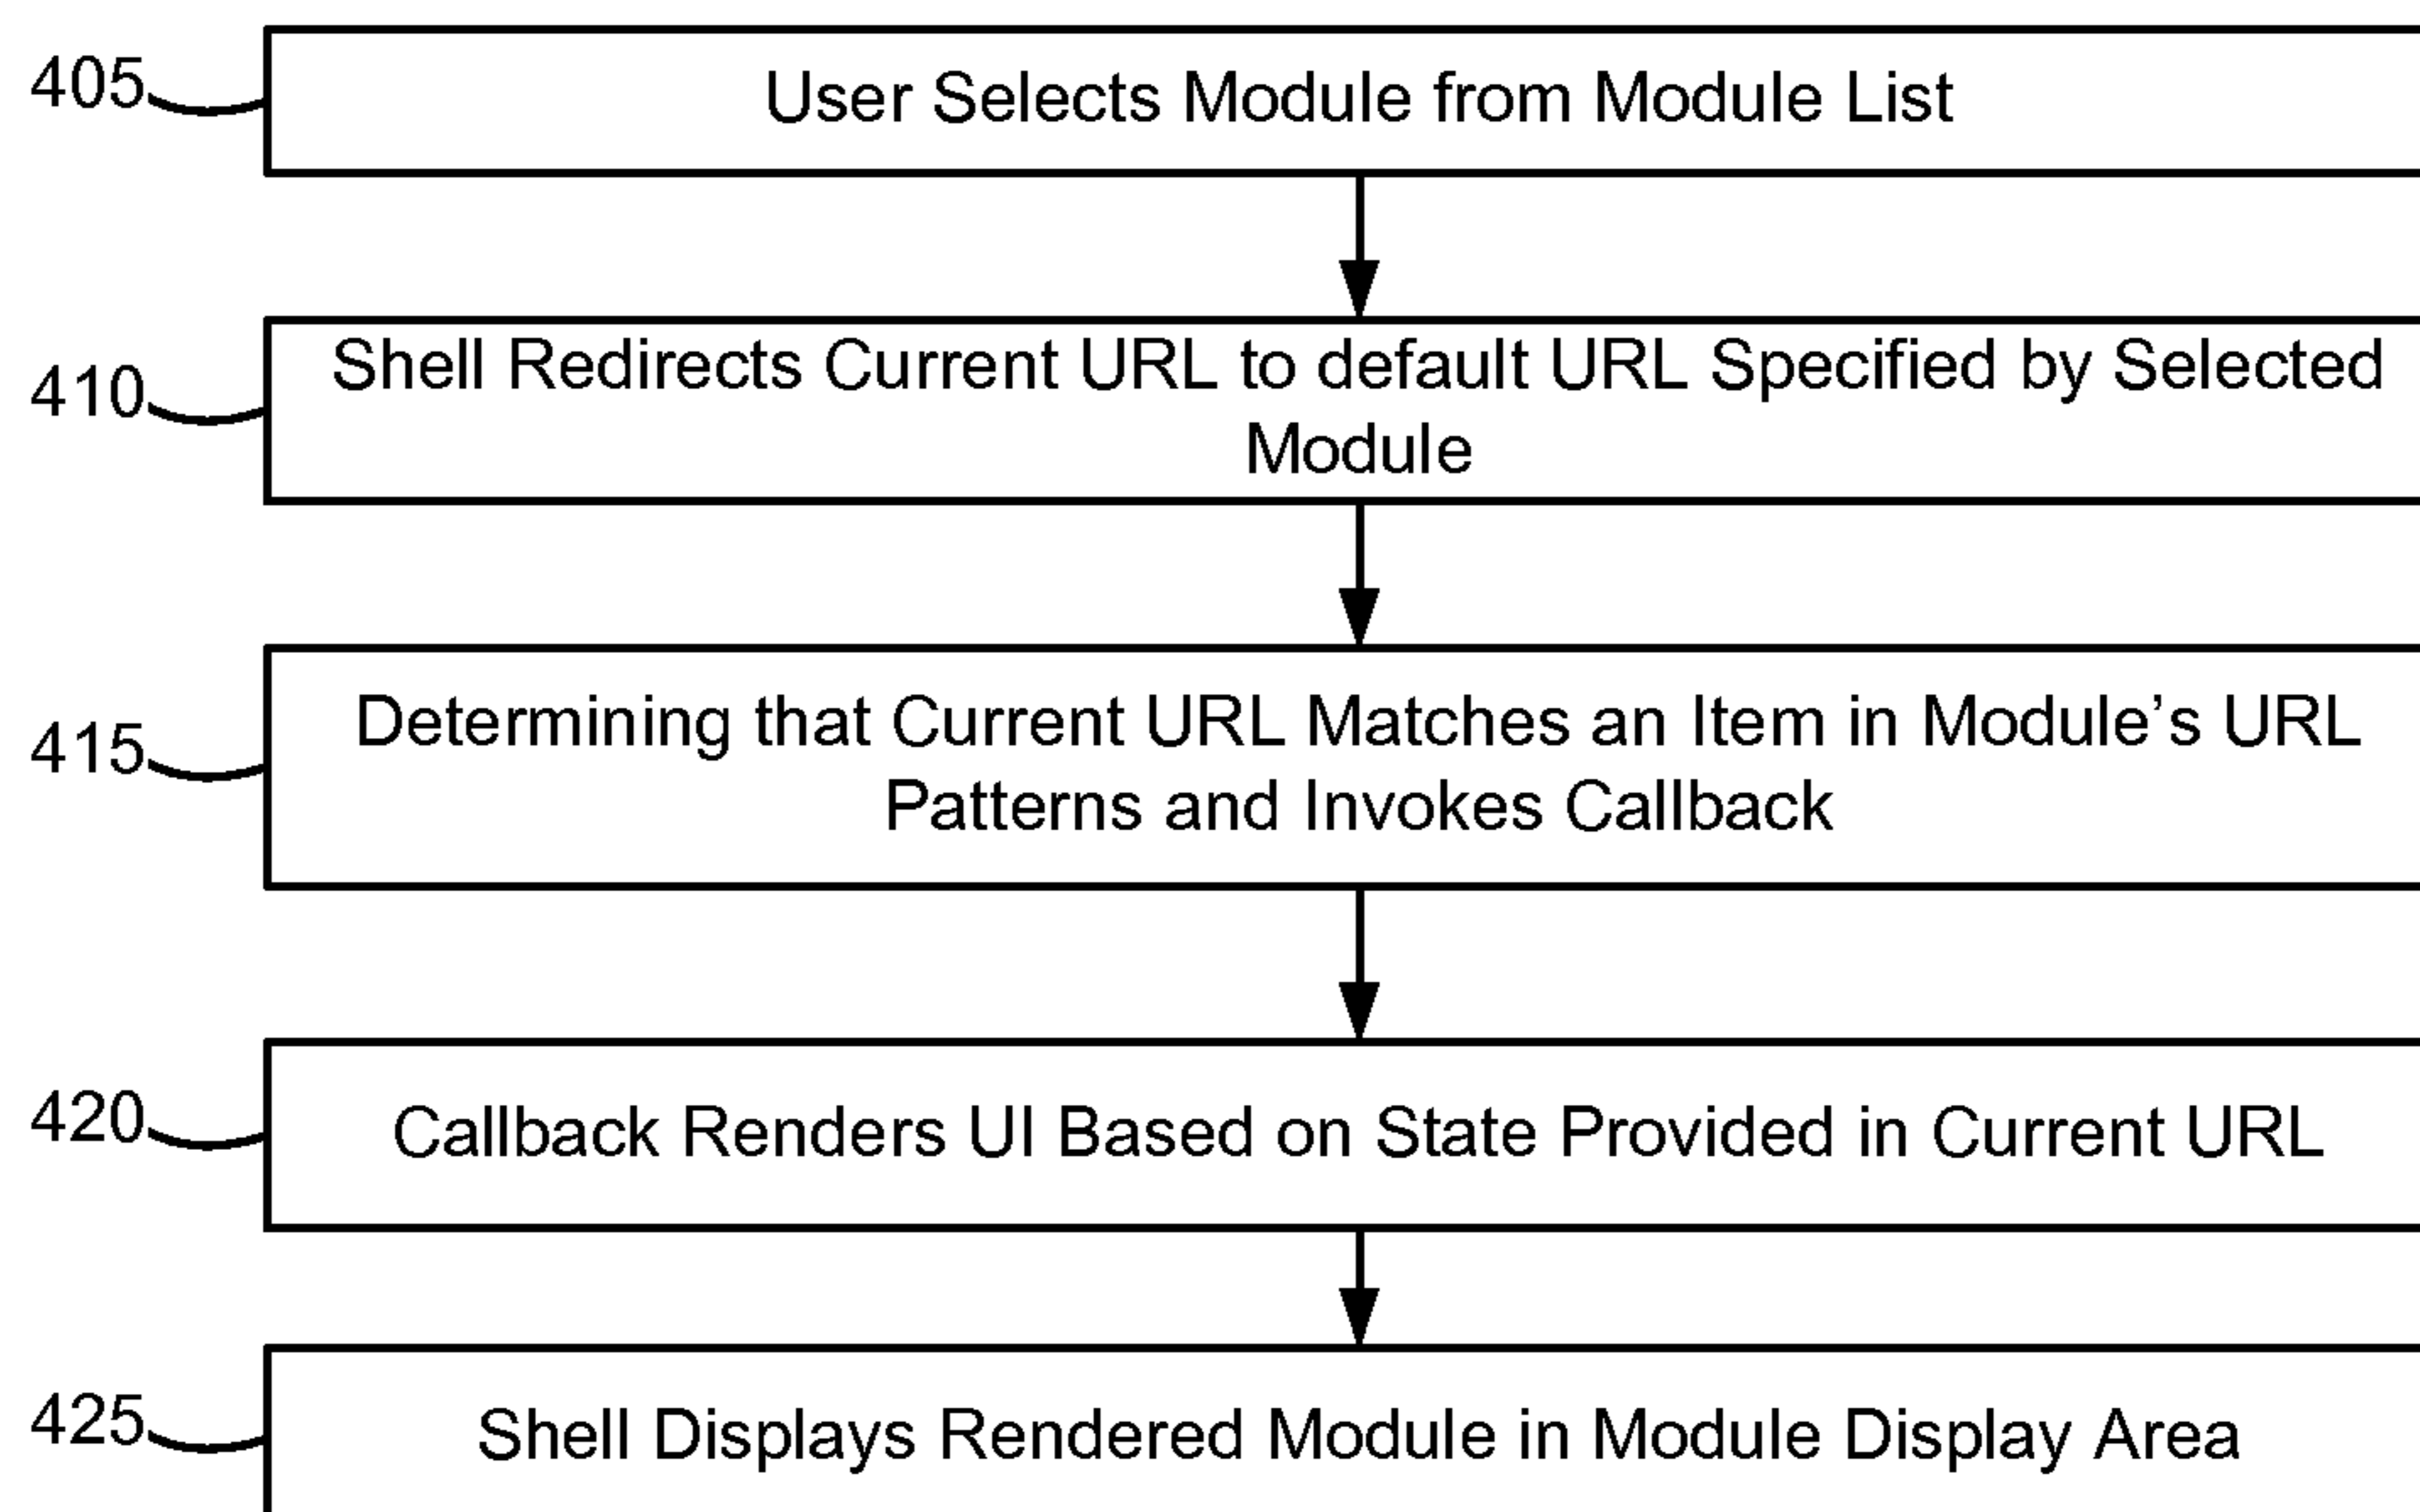 405
User Selects Module from Module List
410
Shell Redirects Current URL to default URL Specified by Selected
Module
415
Determining that Current URL Matches an Item in Module's URL
Patterns and Invokes Callback
420
Callback Renders UI Based on State Provided in Current URL
425
Shell Displays Rendered Module in Module Display Area